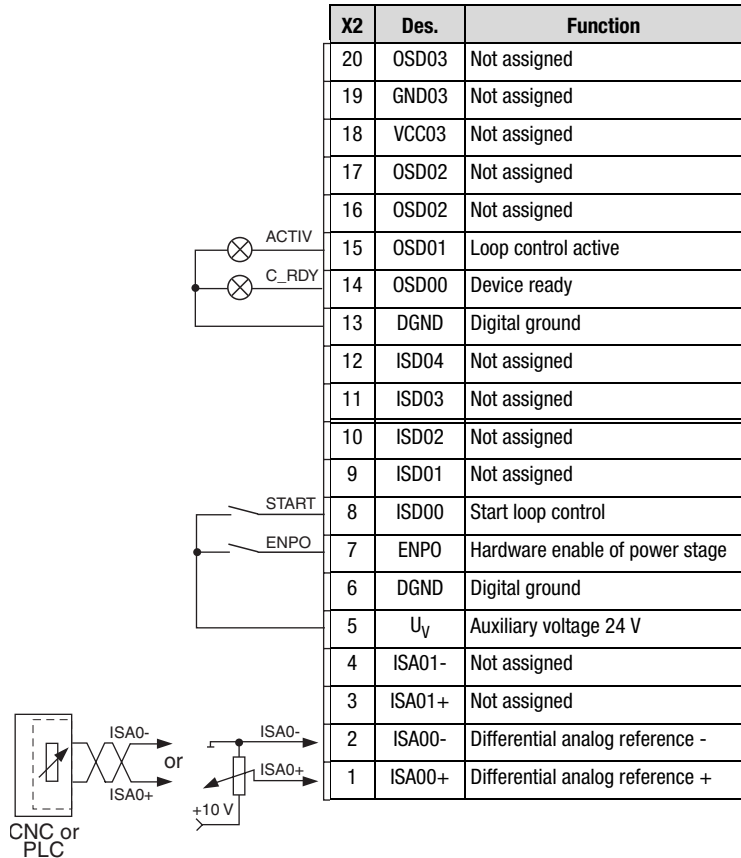 X2 Des. Function
20 OSD03 Not assigned
19 GND03 Not assigned
18 VCC03 Not assigned
17 OSD02 Not assigned
16 OSD02 Not assigned
ACTIV 15 OSD01 Loop control active
C_RDY 14 OSD00 Device ready
13 DGND Digital ground
12 ISD04 Not assigned
11 ISD03 Not assigned
10 ISD02 Not assigned
9 ISD01 Not assigned
START 8 ISD00 Start loop control
ENPO 7 ENPO Hardware enable of power stage
6 DGND Digital ground
5 UV Auxiliary voltage 24 V
4 ISA01- Not assigned
3 ISA01+ Not assigned
ISA0- or ISA0- 2 ISA00- Differential analog reference -
ISA0+ ISA0+ 1 ISA00+ Differential analog reference +
+10 V
CNC or
PLC